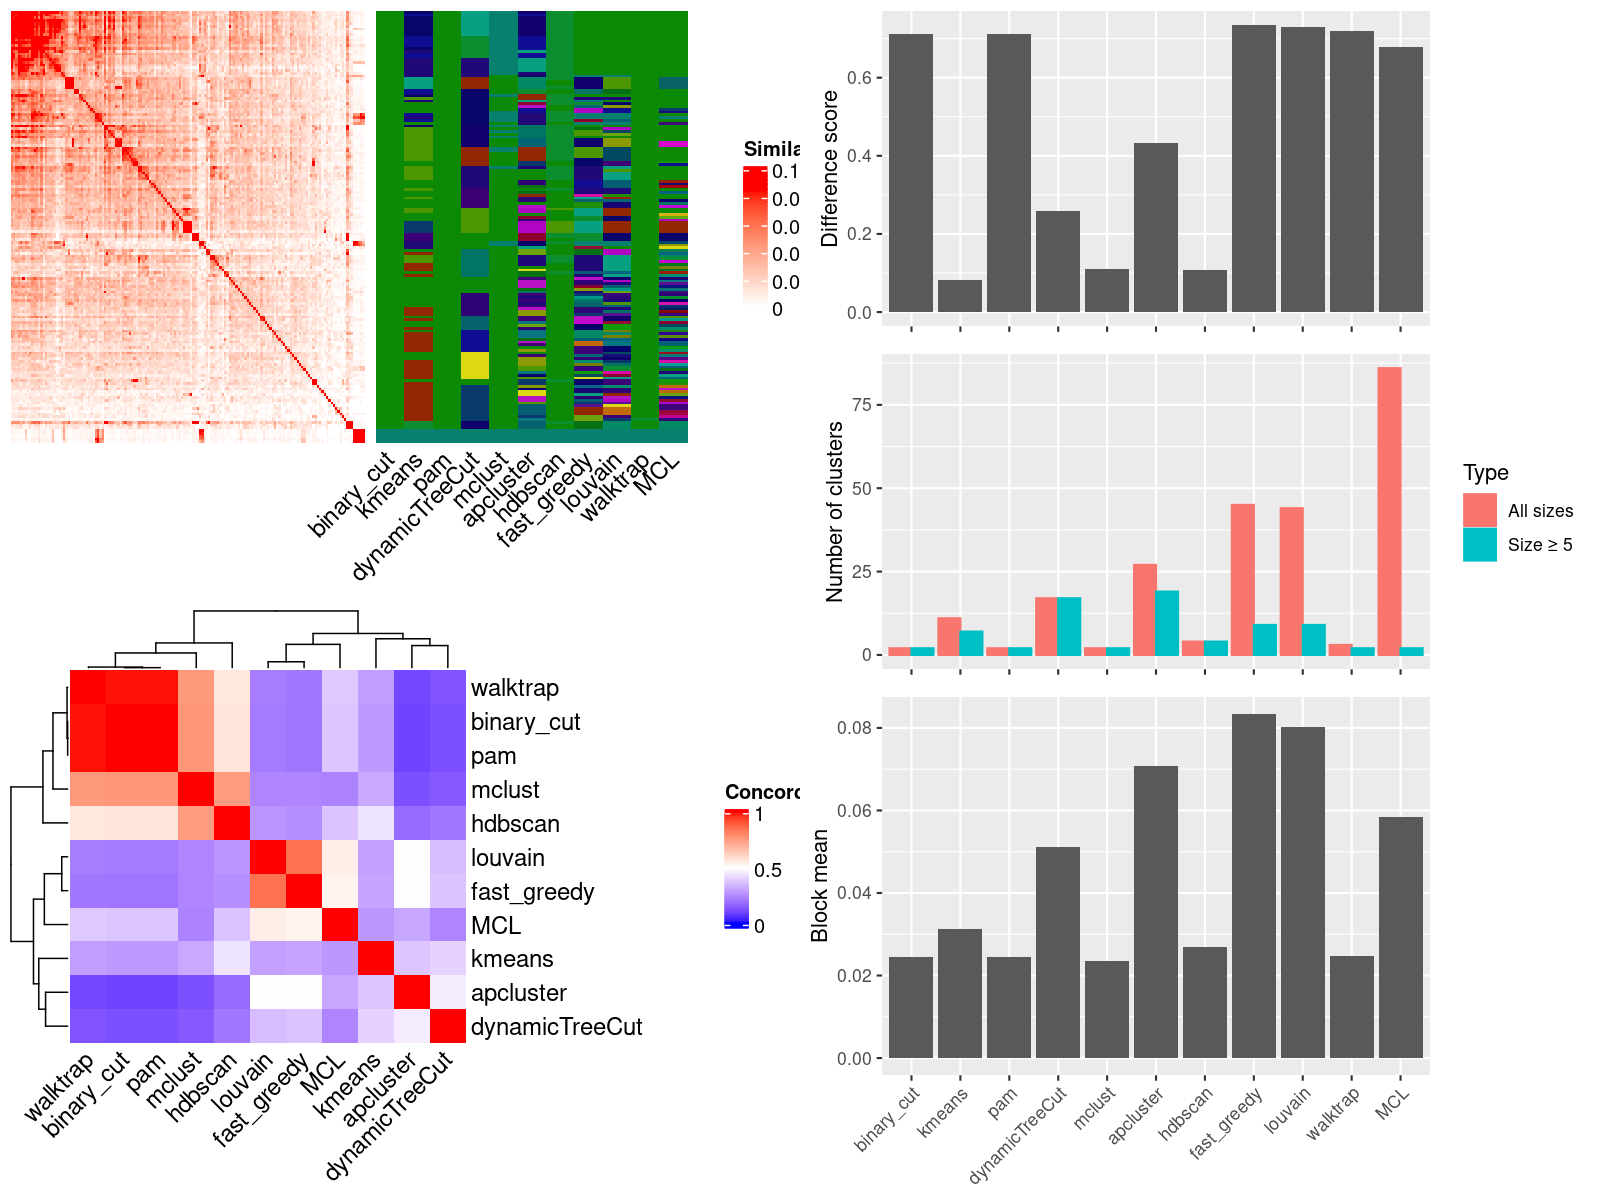 Simila
0.1
0.0
0.0
0.0
0
binary_cut
kmeans
pam
dynamicTreeCut
mclust
apcluster
hdbscan
fast_greedy
louvain
walktrap
MCL
walktrap
binary_cut
pam
mclust
hdbscan
louvain
fast_greedy
MCL
kmeans
apcluster
dynamicTreeCut
walktrap
binary_cut
pam
mclust
hdbscan
louvain
fast_greedy
MCL
kmeans
apcluster
dynamicTreeCut
Concord
1
0.5
0
Difference score
0.6
0.4
0.2
0.0
Number of clusters
75
50
25
0
Type
All sizes
Size ≥ 5
Block mean
0.08
0.06
0.04
0.02
0.00
binary_cut
kmeans
pam
dynamicTreeCut
mclust
apcluster
hdbscan
fast_greedy
louvain
walktrap
MCL